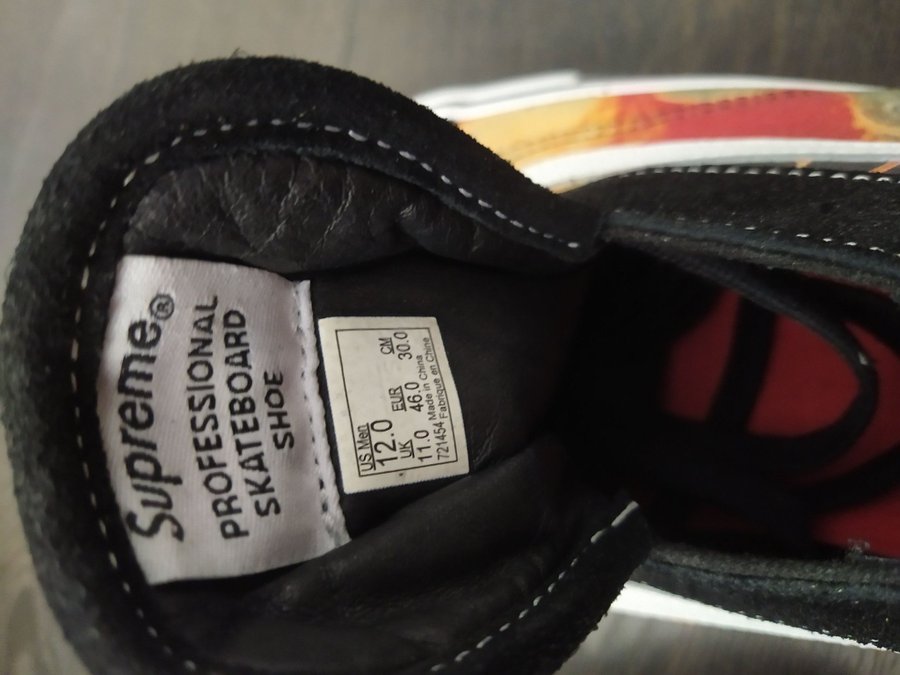 Supreme®
PROFESSIONAL
SKATEBOARD
SHOE
US Men
12.0
UK EUR CM
11.0 46.0 30.0
Made in China
721454 Fabriqué en Chine